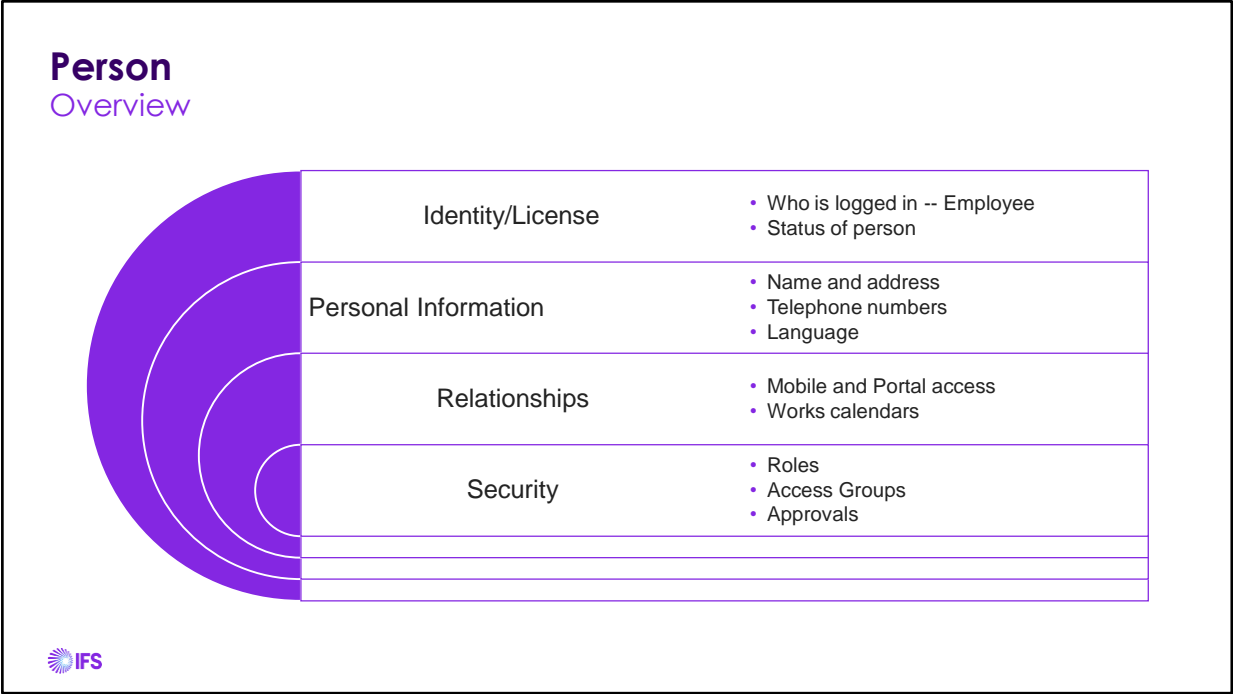 Person
Overview
Identity/License
• Who is logged in -- Employee
• Status of person
Personal Information
• Name and address
• Telephone numbers
• Language
Relationships
• Mobile and Portal access
• Works calendars
Security
• Roles
• Access Groups
• Approvals
IFS